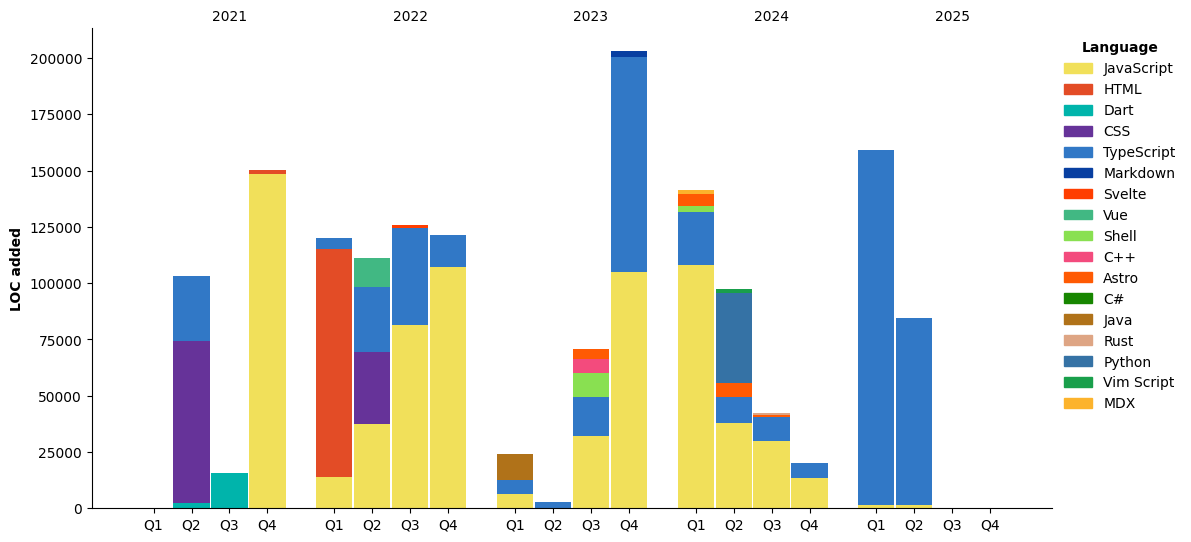 2021 2022 2023 2024 2025
LOC added
200000
175000
150000
125000
100000
75000
50000
25000
0
Q1 Q2 Q3 Q4 Q1 Q2 Q3 Q4 Q1 Q2 Q3 Q4 Q1 Q2 Q3 Q4 Q1 Q2 Q3 Q4
Language
JavaScript
HTML
Dart
CSS
TypeScript
Markdown
Svelte
Vue
Shell
C++
Astro
C#
Java
Rust
Python
Vim Script
MDX